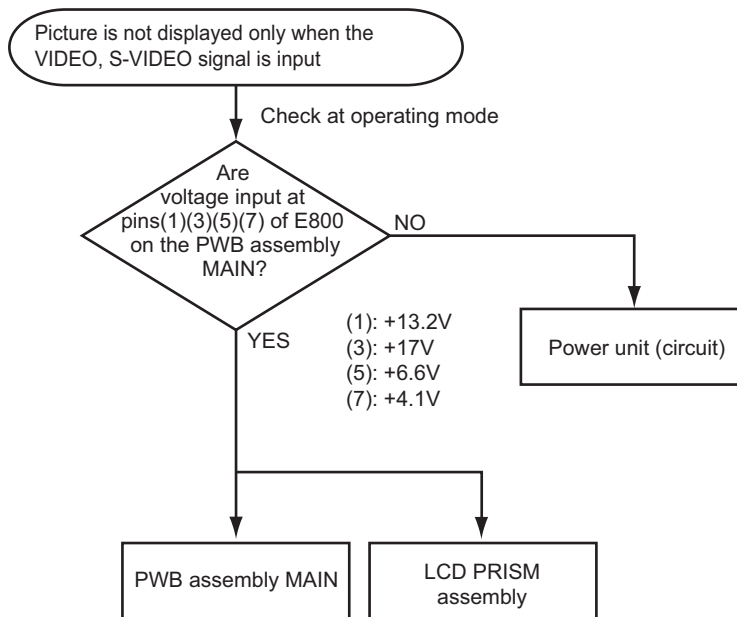 Picture is not displayed only when the
VIDEO, S-VIDEO signal is input
Check at operating mode
Are
voltage input at
pins(1)(3)(5)(7) of E800
on the PWB assembly
MAIN?
NO
YES
(1): +13.2V
(3): +17V
(5): +6.6V
(7): +4.1V
Power unit (circuit)
PWB assembly MAIN
LCD PRISM
assembly